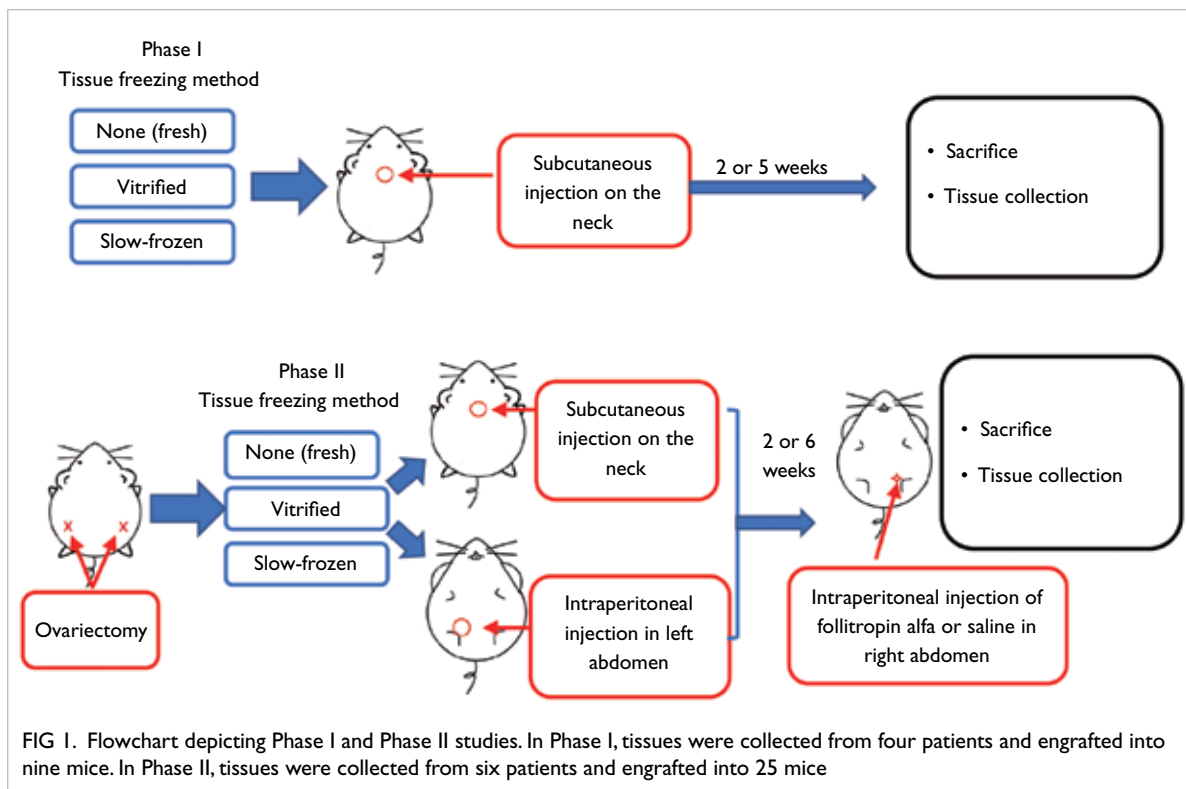 Phase I
Tissue freezing method
None (fresh)
Vitrified
Slow-frozen
Subcutaneous
injection on the
neck
2 or 5 weeks
• Sacrifice
• Tissue collection
Phase II
Tissue freezing method
None (fresh)
Vitrified
Slow-frozen
x x
Ovariectomy
Subcutaneous
injection on the
neck
Intraperitoneal
injection in left
abdomen
2 or 6
weeks
Intraperitoneal injection of
follitropin alfa or saline in
right abdomen
• Sacrifice
• Tissue collection
FIG 1. Flowchart depicting Phase I and Phase II studies. In Phase I, tissues were collected from four patients and engrafted into
nine mice. In Phase II, tissues were collected from six patients and engrafted into 25 mice